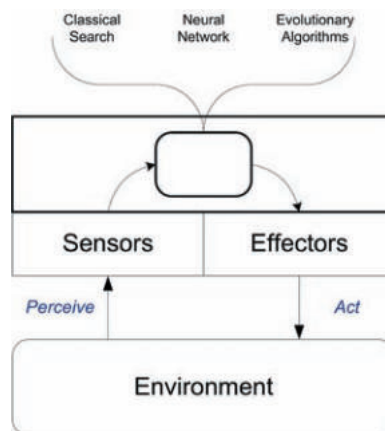 Classical Neural Evolutionary
Search Network Algorithms
Sensors Effectors
Perceive Act
Environment